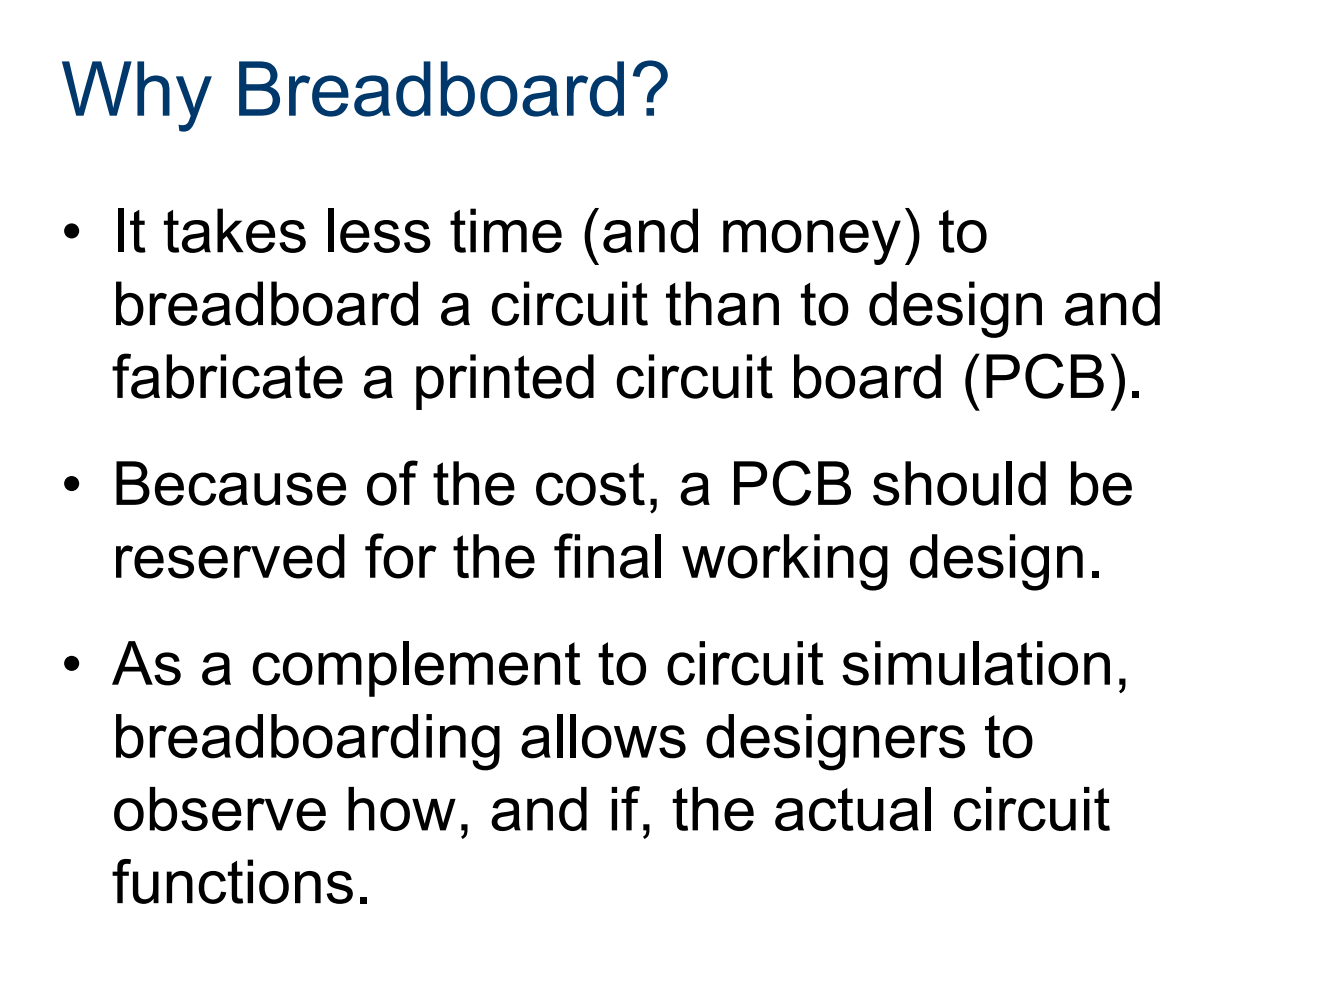 Why Breadboard?
• It takes less time (and money) to
breadboard a circuit than to design and
fabricate a printed circuit board (PCB).
• Because of the cost, a PCB should be
reserved for the final working design.
• As a complement to circuit simulation,
breadboarding allows designers to
observe how, and if, the actual circuit
functions.